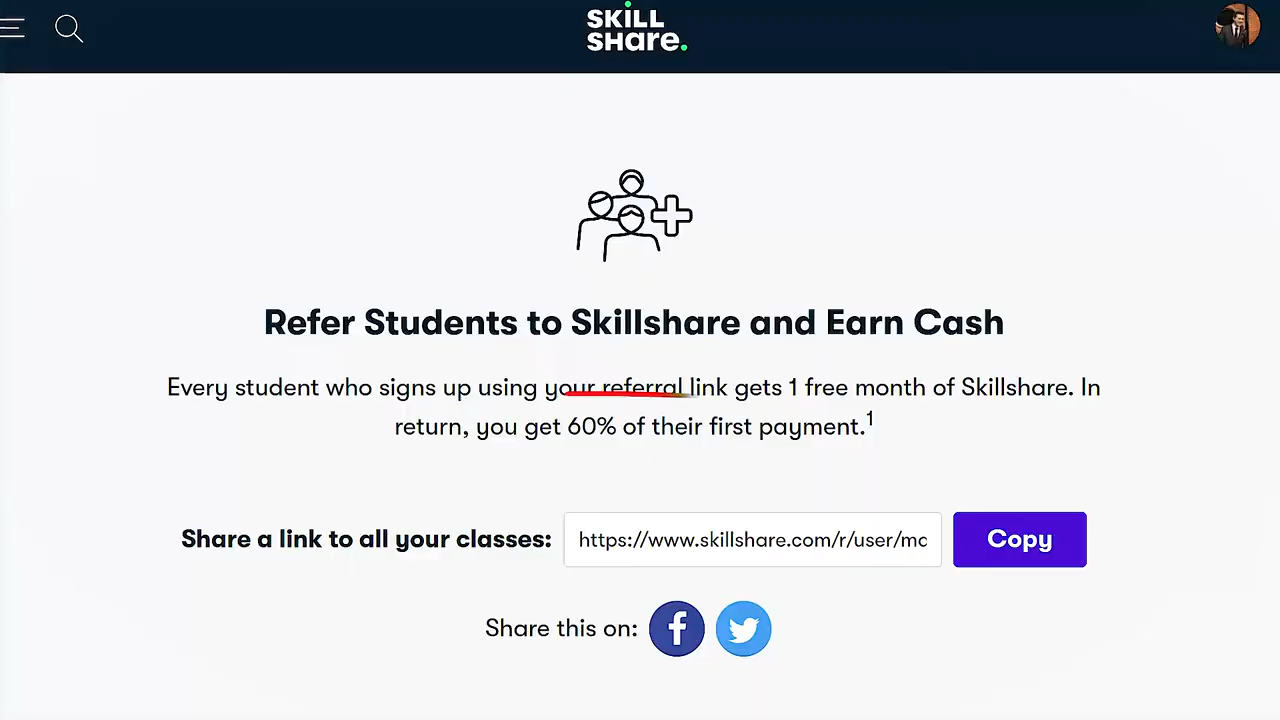 SKiLL
SHare.
Refer Students to Skillshare and Earn Cash
Every student who signs up using your referral link gets 1 free month of Skillshare. In
return, you get 60% of their first payment.1
Share a link to all your classes: https://www.skillshare.com/r/user/mc Copy
Share this on: